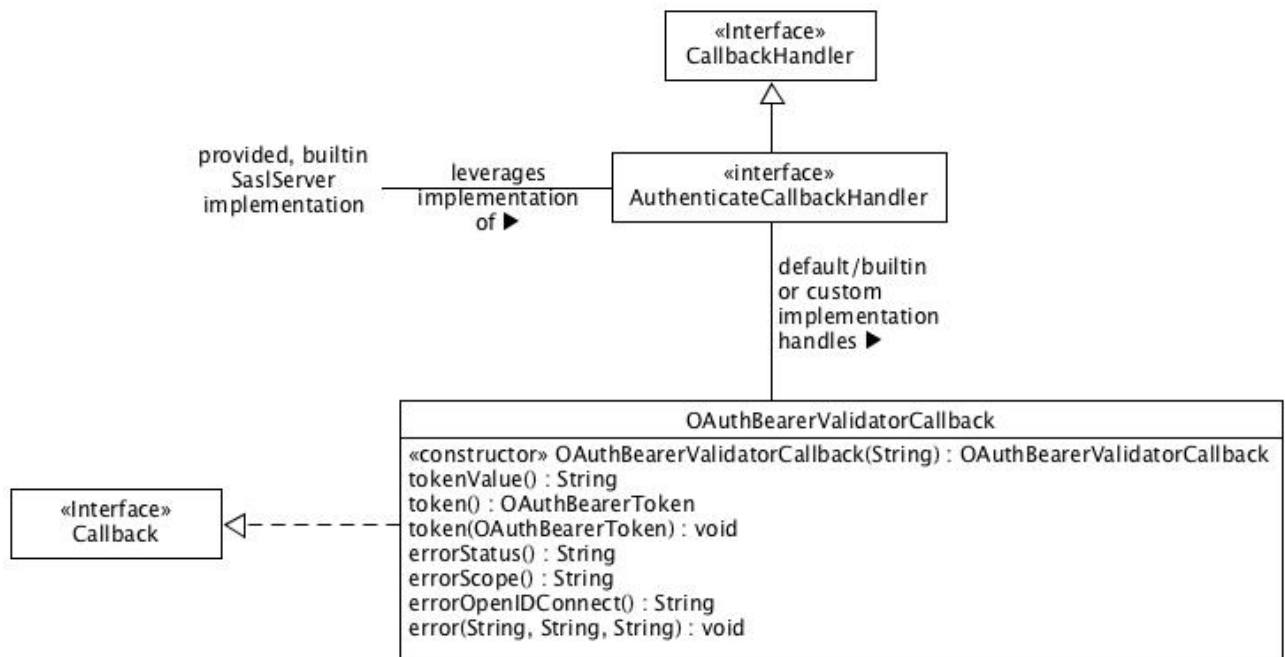 «Interface»
CallbackHandler
provided, builtin
SaslServer
implementation
leverages
implementation
of ▶
«interface»
AuthenticateCallbackHandler
default/builtin
or custom
implementation
handles ▶
OAuthBearerValidatorCallback
«constructor» OAuthBearerValidatorCallback(String) : OAuthBearerValidatorCallback
tokenValue() : String
token() : OAuthBearerToken
token(OAuthBearerToken) : void
errorStatus() : String
errorScope() : String
errorOpenIDConnect() : String
error(String, String, String) : void
«Interface»
Callback